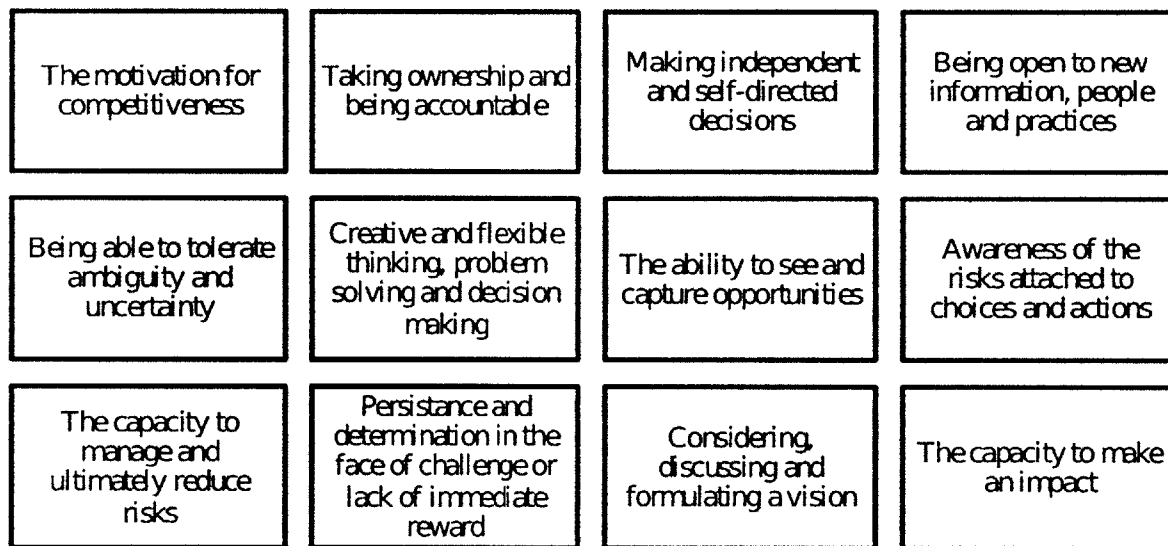 The motivation for
competitiveness
Taking ownership and
being accountable
Making independent
and self-directed
decisions
Being open to new
information, people
and practices
Being able to tolerate
ambiguity and
uncertainty
Creative and flexible
thinking, problem
solving and decision
making
The ability to see and
capture opportunities
Awareness of the
risks attached to
choices and actions
The capacity to
manage and
ultimately reduce
risks
Persistance and
determination in the
face of challenge or
lack of immediate
reward
Considering,
discussing and
formulating a vision
The capacity to make
an impact